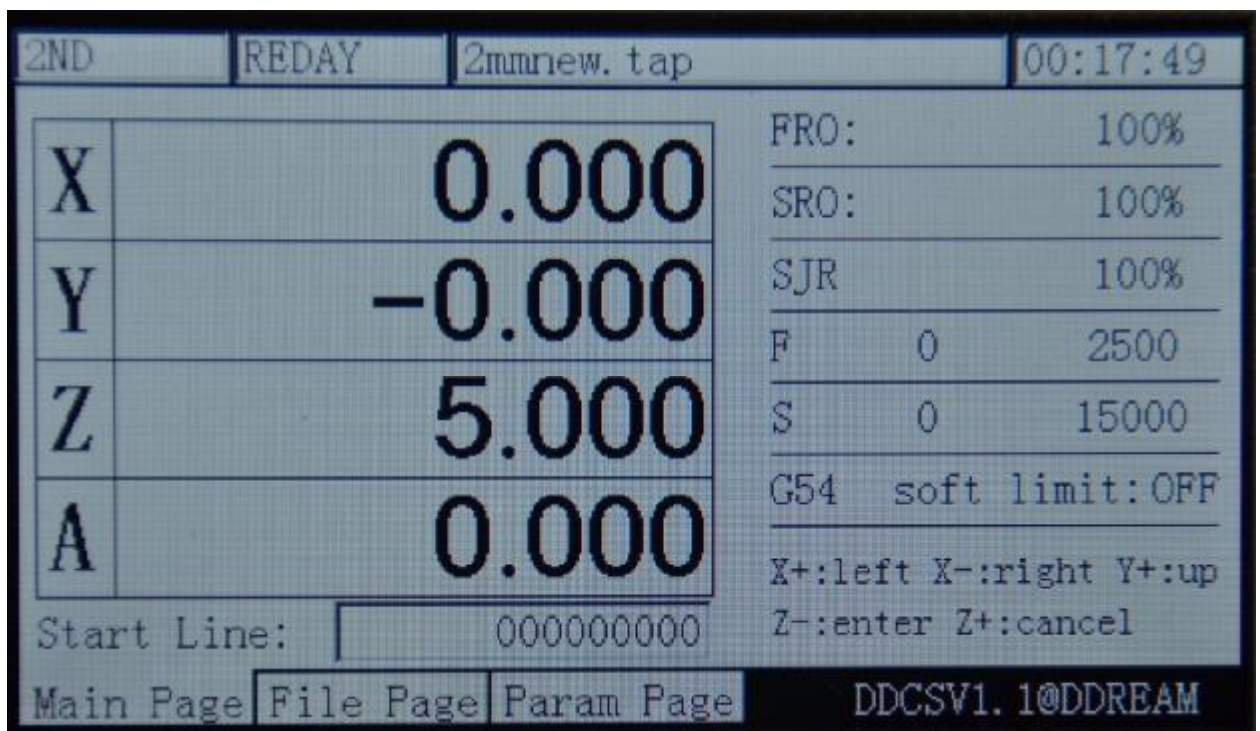 2ND REDAY 2mmnew.tap 00:17:49
X 0.000
Y -0.000
Z 5.000
A 0.000
Start Line: 000000000
FRO: 100%
SRO: 100%
SJR 100%
F 0 2500
S 0 15000
G54 soft limit:OFF
X+:left X-:right Y+:up
Z-:enter Z+:cancel
Main Page File Page Param Page DDCSV1.1@DDREAM